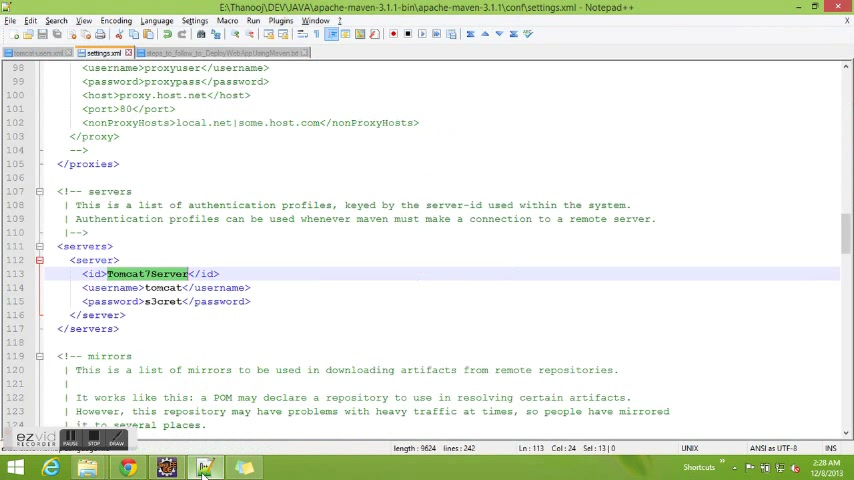 E:\Thanooj\DEV\JAVA\apache-maven-3.1.1-bin\apache-maven-3.1.1\conf\settings.xml - Notepad++
File Edit Search View Encoding Language Settings Macro Run Plugins Window ?
tomcat-users.xml settings.xml steps_to_follow_to_DeployWebAppUsingMaven.txt
98 <username>proxyuser</username>
99 <password>proxypass</password>
100 <host>proxy.host.net</host>
101 <port>80</port>
102 <nonProxyHosts>local.net|some.host.com</nonProxyHosts>
103 </proxy>
104 -->
105 </proxies>
106
107 <!-- servers
108 | This is a list of authentication profiles, keyed by the server-id used within the system.
109 | Authentication profiles can be used whenever maven must make a connection to a remote server.
110 |-->
111 <servers>
112 <server>
113 <id>Tomcat7Server</id>
114 <username>tomcat</username>
115 <password>s3cret</password>
116 </server>
117 </servers>
118
119 <!-- mirrors
120 | This is a list of mirrors to be used in downloading artifacts from remote repositories.
121 |
122 | It works like this: a POM may declare a repository to use in resolving certain artifacts.
123 | However, this repository may have problems with heavy traffic at times, so people have mirrored
124 | it to several places.
ezvid
RECORDER
PAUSE STOP DRAW
length : 9624 lines : 242 Ln : 113 Col : 24 Sel : 13 | 0 UNIX ANSI as UTF-8 INS
Shortcuts
2:28 AM
12/8/2013